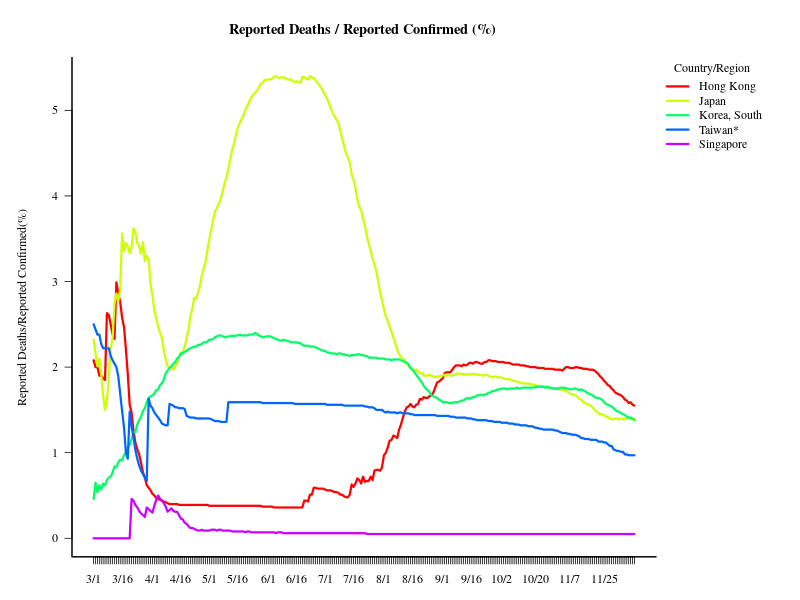 Reported Deaths / Reported Confirmed (%)
Country/Region
Hong Kong
Japan
Korea, South
Taiwan*
Singapore
Reported Deaths/Reported Confirmed(%)
5
4
3
2
1
0
3/1 3/16 4/1 4/16 5/1 5/16 6/1 6/16 7/1 7/16 8/1 8/16 9/1 9/16 10/2 10/20 11/7 11/25